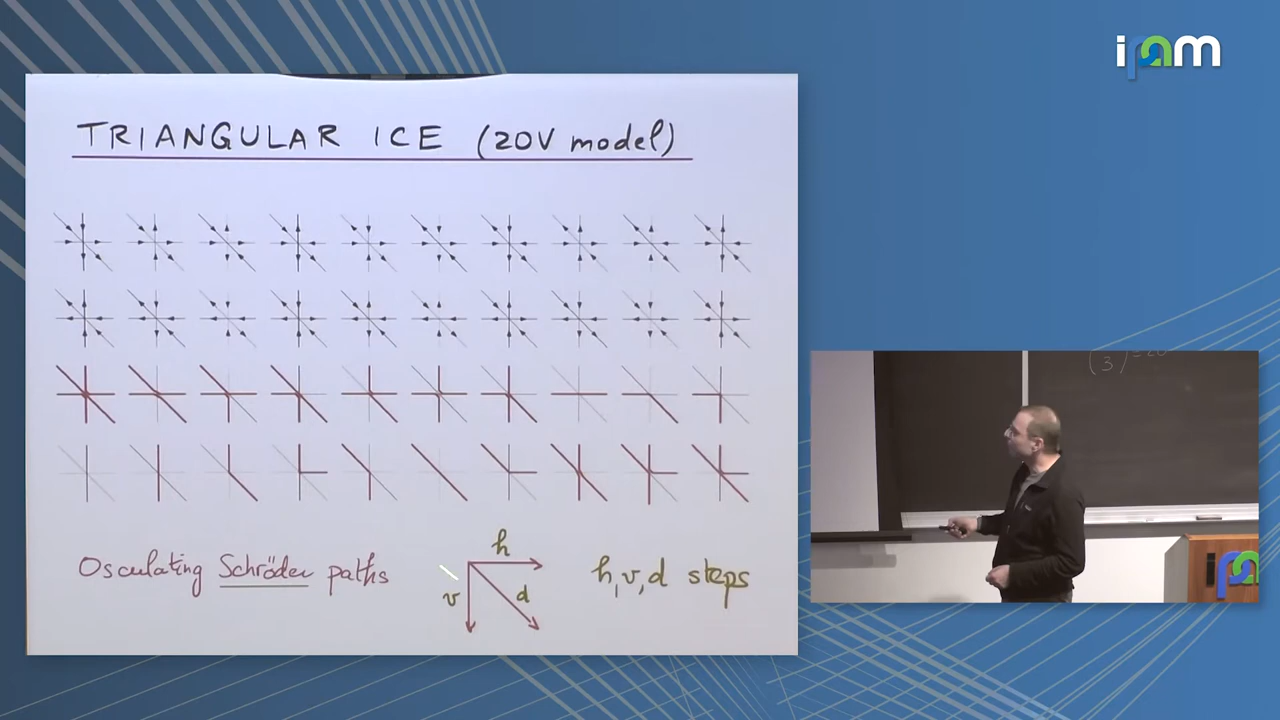 ipam
TRIANGULAR ICE (20V model)
Osculating Schröder paths
h
v
d
h, v, d steps